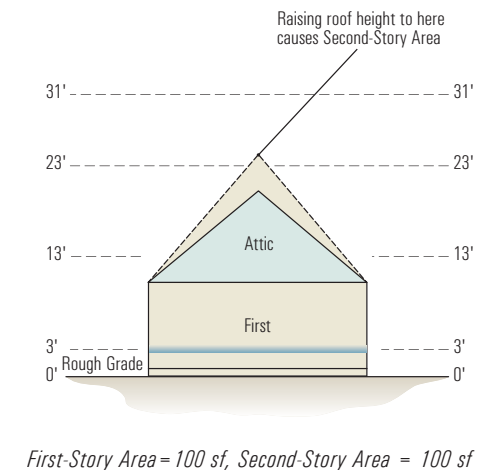 Raising roof height to here
causes Second-Story Area
31' 31'
23' 23'
Attic
13' 13'
First
3' 3'
Rough Grade
0' 0'
First-Story Area = 100 sf, Second-Story Area = 100 sf